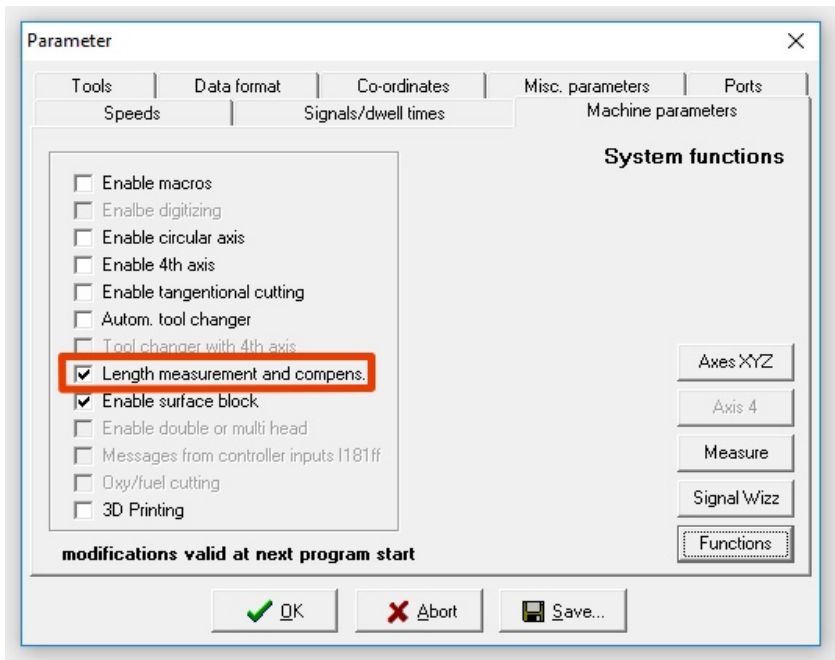 Parameter
Tools
Data format
Co-ordinates
Misc. parameters
Ports
Speeds
Signals/dwell times
Machine parameters
System functions
Enable macros
Enalbe digitizing
Enable circular axis
Enable 4th axis
Enable tangentional cutting
Autom. tool changer
Tool changer with 4th axis
Length measurement and compens.
Enable surface block
Enable double or multi head
Messages from controller inputs I181ff
Oxy/fuel cutting
3D Printing
modifications valid at next program start
Axes XYZ
Axis 4
Measure
Signal Wizz
Functions
OK
Abort
Save...